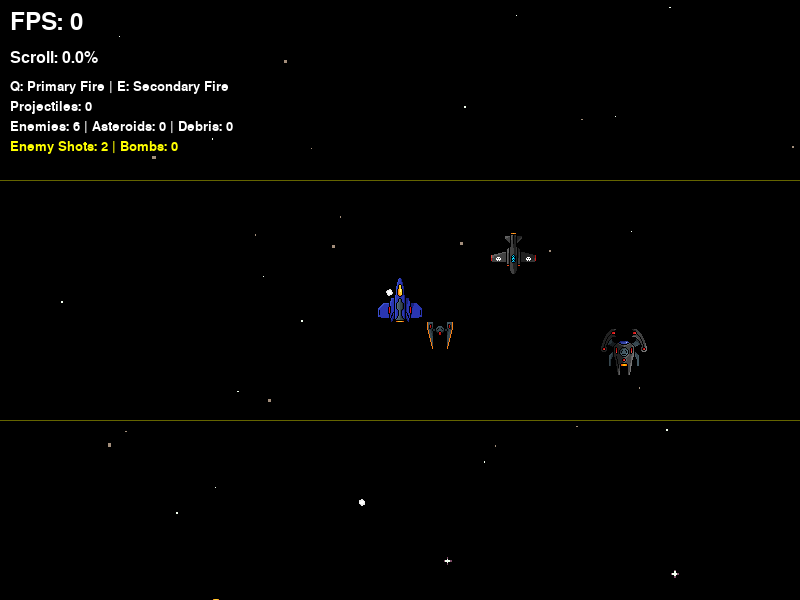 FPS: 0
Scroll: 0.0%
Q: Primary Fire | E: Secondary Fire
Projectiles: 0
Enemies: 6 | Asteroids: 0 | Debris: 0
Enemy Shots: 2 | Bombs: 0